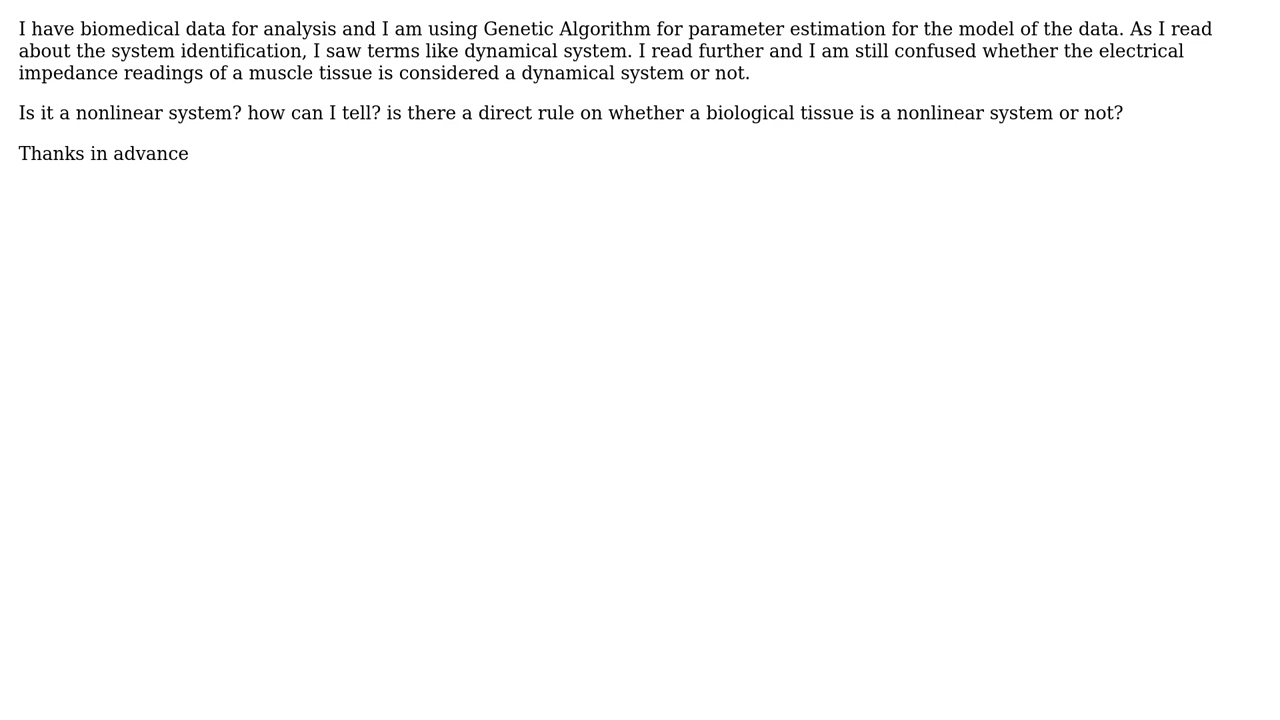 I have biomedical data for analysis and I am using Genetic Algorithm for parameter estimation for the model of the data. As I read
about the system identification, I saw terms like dynamical system. I read further and I am still confused whether the electrical
impedance readings of a muscle tissue is considered a dynamical system or not.
Is it a nonlinear system? how can I tell? is there a direct rule on whether a biological tissue is a nonlinear system or not?
Thanks in advance